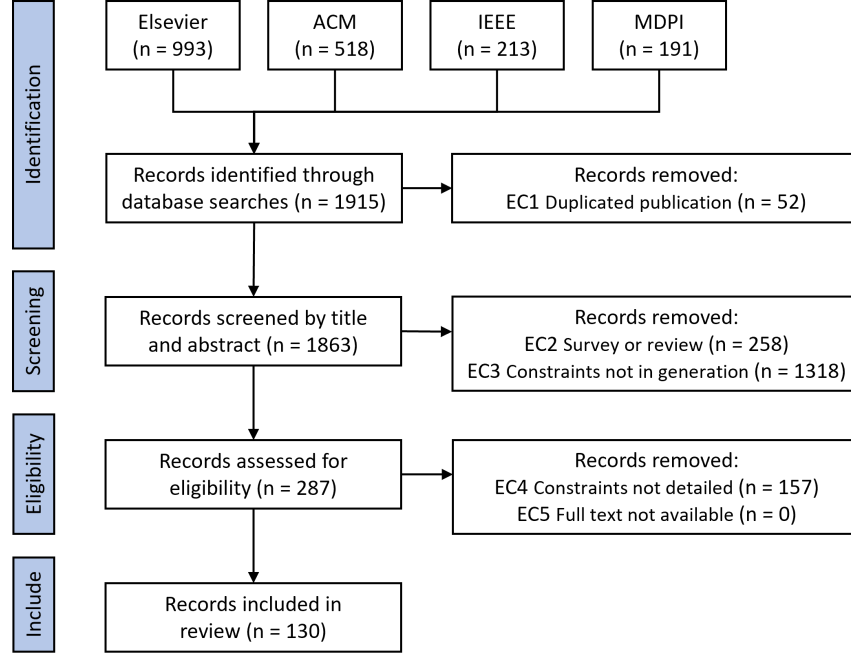 Identification
Elsevier
(n = 993)
ACM
(n = 518)
IEEE
(n = 213)
MDPI
(n = 191)
Records identified through
database searches (n = 1915)
Records removed:
EC1 Duplicated publication (n = 52)
Screening
Records screened by title
and abstract (n = 1863)
Records removed:
EC2 Survey or review (n = 258)
EC3 Constraints not in generation (n = 1318)
Eligibility
Records assessed for
eligibility (n = 287)
Records removed:
EC4 Constraints not detailed (n = 157)
EC5 Full text not available (n = 0)
Include
Records included in
review (n = 130)